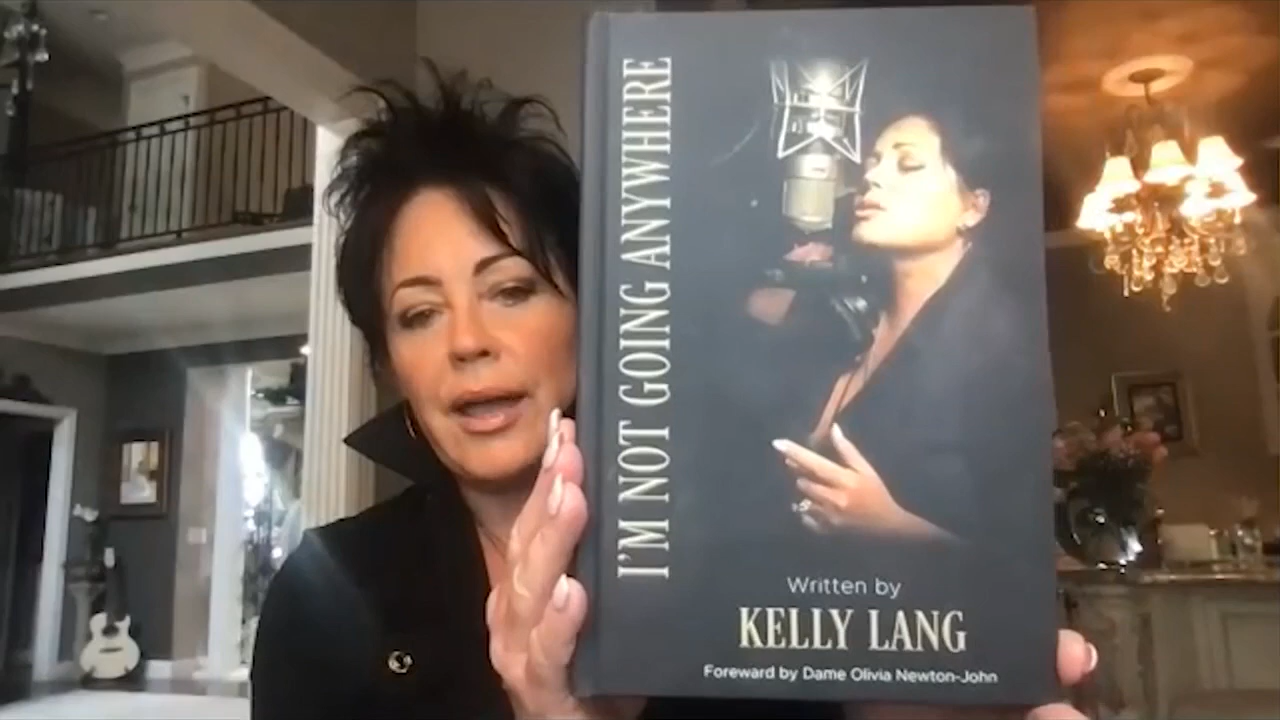 I'M NOT GOING ANYWHERE
Written by
KELLY LANG
Foreward by Dame Olivia Newton-John